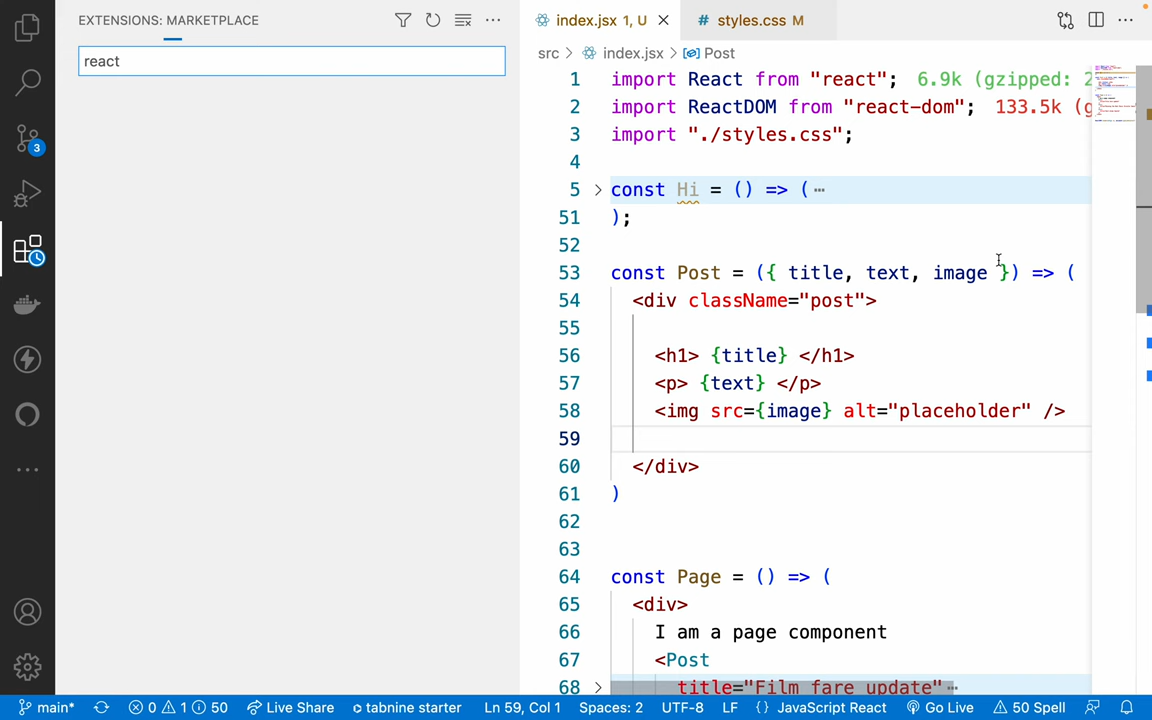 EXTENSIONS: MARKETPLACE
react
index.jsx 1, U
# styles.css M
src > index.jsx > Post
1 import React from "react"; 6.9k (gzipped: 2
2 import ReactDOM from "react-dom"; 133.5k (g
3 import "./styles.css";
4
5 const Hi = () => ( ⋯
51 );
52
53 const Post = ({ title, text, image }) => (
54 <div className="post">
55
56 <h1> {title} </h1>
57 <p> {text} </p>
58 <img src={image} alt="placeholder" />
59
60 </div>
61 )
62
63
64 const Page = () => (
65 <div>
66 I am a page component
67 <Post
68 title="Film fare update" ⋯
3
main* 0 1 50 Live Share tabnine starter Ln 59, Col 1 Spaces: 2 UTF-8 LF {} JavaScript React Go Live 50 Spell